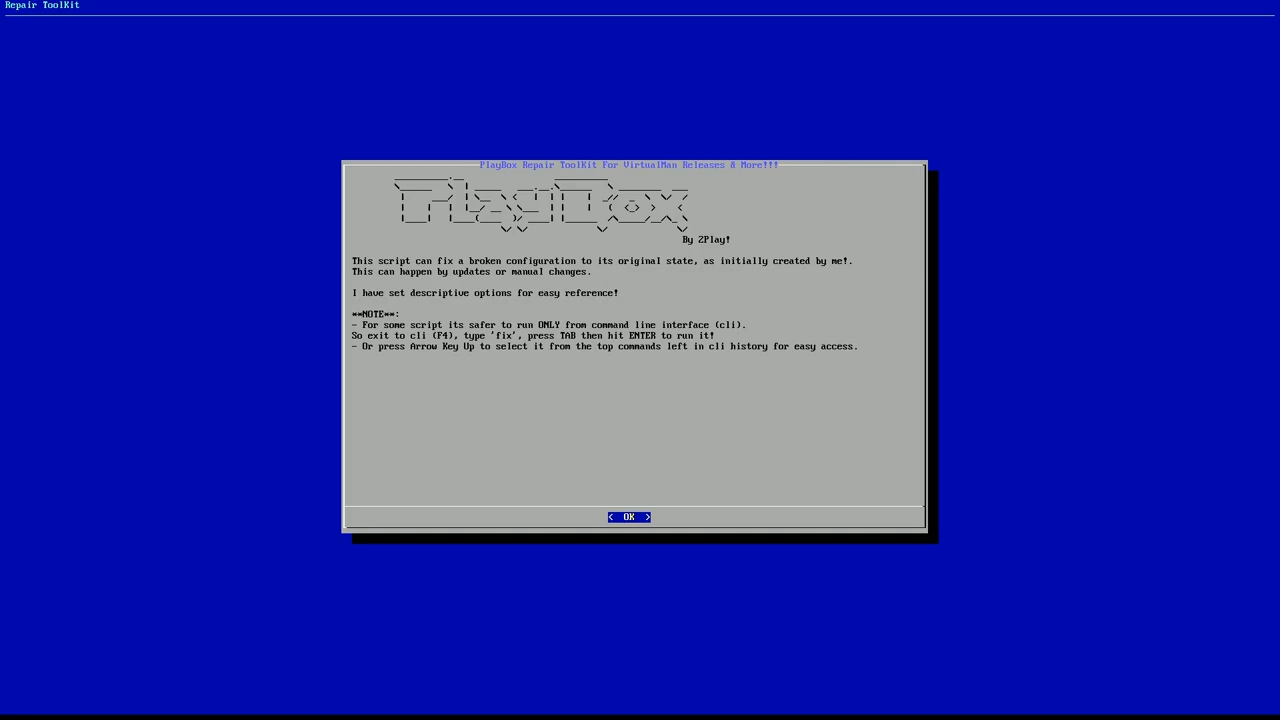 Repair ToolKit
PlayBox Repair ToolKit For VirtualMan Releases & More!!!
PlayBox
By 2Play!
This script can fix a broken configuration to its original state, as initially created by me!.
This can happen by updates or manual changes.
I have set descriptive options for easy reference!
**NOTE**:
- For some script its safer to run ONLY from command line interface (cli).
So exit to cli (F4), type 'fix', press TAB then hit ENTER to run it!
- Or press Arrow Key Up to select it from the top commands left in cli history for easy access.
< OK >